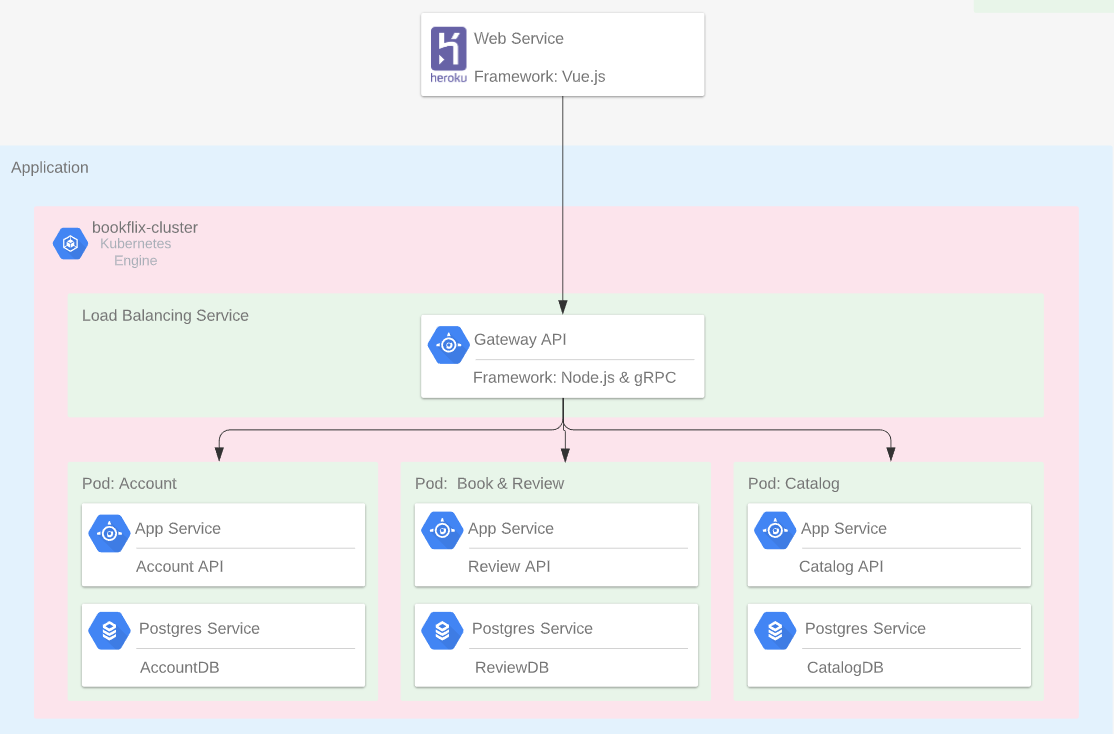 Web Service
heroku
Framework: Vue.js
Application
bookflix-cluster
Kubernetes
Engine
Load Balancing Service
Gateway API
Framework: Node.js & gRPC
Pod: Account
App Service
Account API
Postgres Service
AccountDB
Pod: Book & Review
App Service
Review API
Postgres Service
ReviewDB
Pod: Catalog
App Service
Catalog API
Postgres Service
CatalogDB